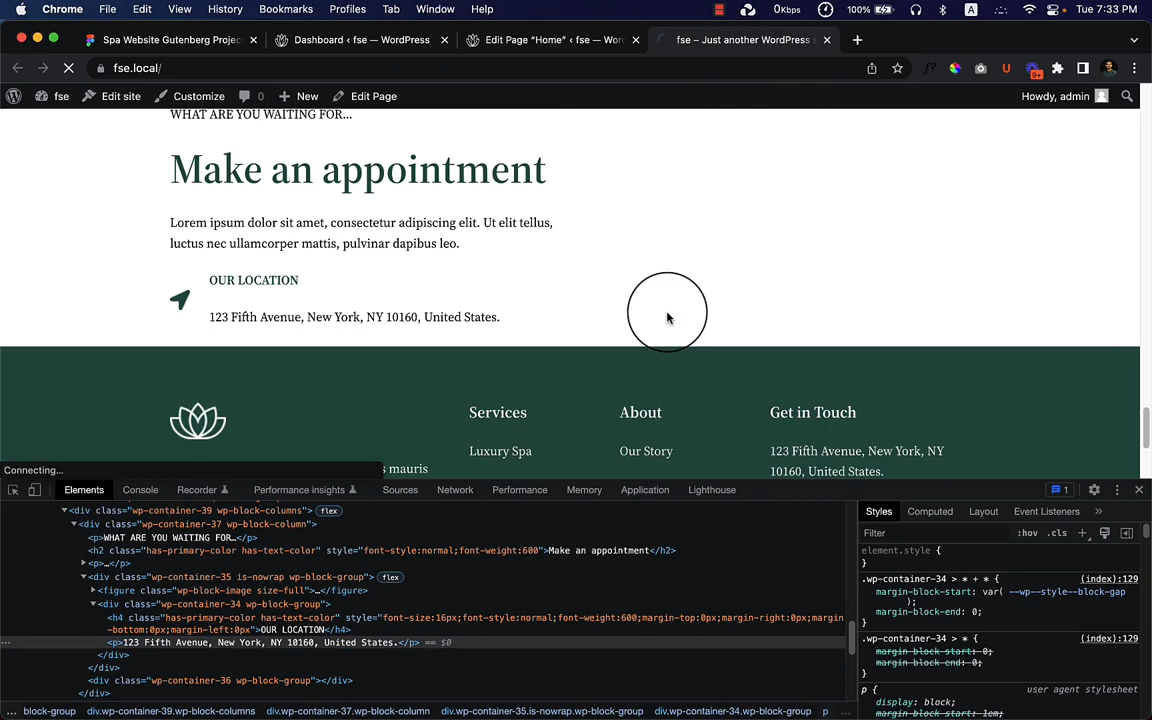 Chrome File Edit View History Bookmarks Profiles Tab Window Help 0Kbps 100% A Tue 7:33 PM
Spa Website Gutenberg Projec Dashboard ‹ fse — WordPress Edit Page “Home” ‹ fse — Wor fse – Just another WordPress s
fse.local/
fse Edit site Customize 0 New Edit Page Howdy, admin
WHAT ARE YOU WAITING FOR...
Make an appointment
Lorem ipsum dolor sit amet, consectetur adipiscing elit. Ut elit tellus,
luctus nec ullamcorper mattis, pulvinar dapibus leo.
OUR LOCATION
123 Fifth Avenue, New York, NY 10160, United States.
Services About Get in Touch
Luxury Spa Our Story 123 Fifth Avenue, New York, NY
10160, United States.
Connecting... s mauris
Elements Console Recorder Performance insights Sources Network Performance Memory Application Lighthouse 1
<div class="wp-container-39 wp-block-columns"> flex
<div class="wp-container-37 wp-block-column">
<p>WHAT ARE YOU WAITING FOR…</p>
<h2 class="has-primary-color has-text-color" style="font-style:normal;font-weight:600">Make an appointment</h2>
<p>…</p>
<div class="wp-container-35 is-nowrap wp-block-group"> flex
<figure class="wp-block-image size-full">…</figure>
<div class="wp-container-34 wp-block-group">
<h4 class="has-primary-color has-text-color" style="font-size:16px;font-style:normal;font-weight:600;margin-top:0px;margin-right:0px;margin
-bottom:0px;margin-left:0px">OUR LOCATION</h4>
<p>123 Fifth Avenue, New York, NY 10160, United States.</p> == $0
</div>
</div>
<div class="wp-container-36 wp-block-group"></div>
</div>
... block-group div.wp-container-39.wp-block-columns div.wp-container-37.wp-block-column div.wp-container-35.is-nowrap.wp-block-group div.wp-container-34.wp-block-group p ...
Styles Computed Layout Event Listeners »
Filter :hov .cls +
element.style {
}
.wp-container-34 > * + * { (index):129
margin-block-start: var( --wp--style--block-gap
);
margin-block-end: 0;
}
.wp-container-34 > * { (index):129
margin-block-start: 0;
margin-block-end: 0;
}
p { user agent stylesheet
display: block;
margin-block-start: 1em;